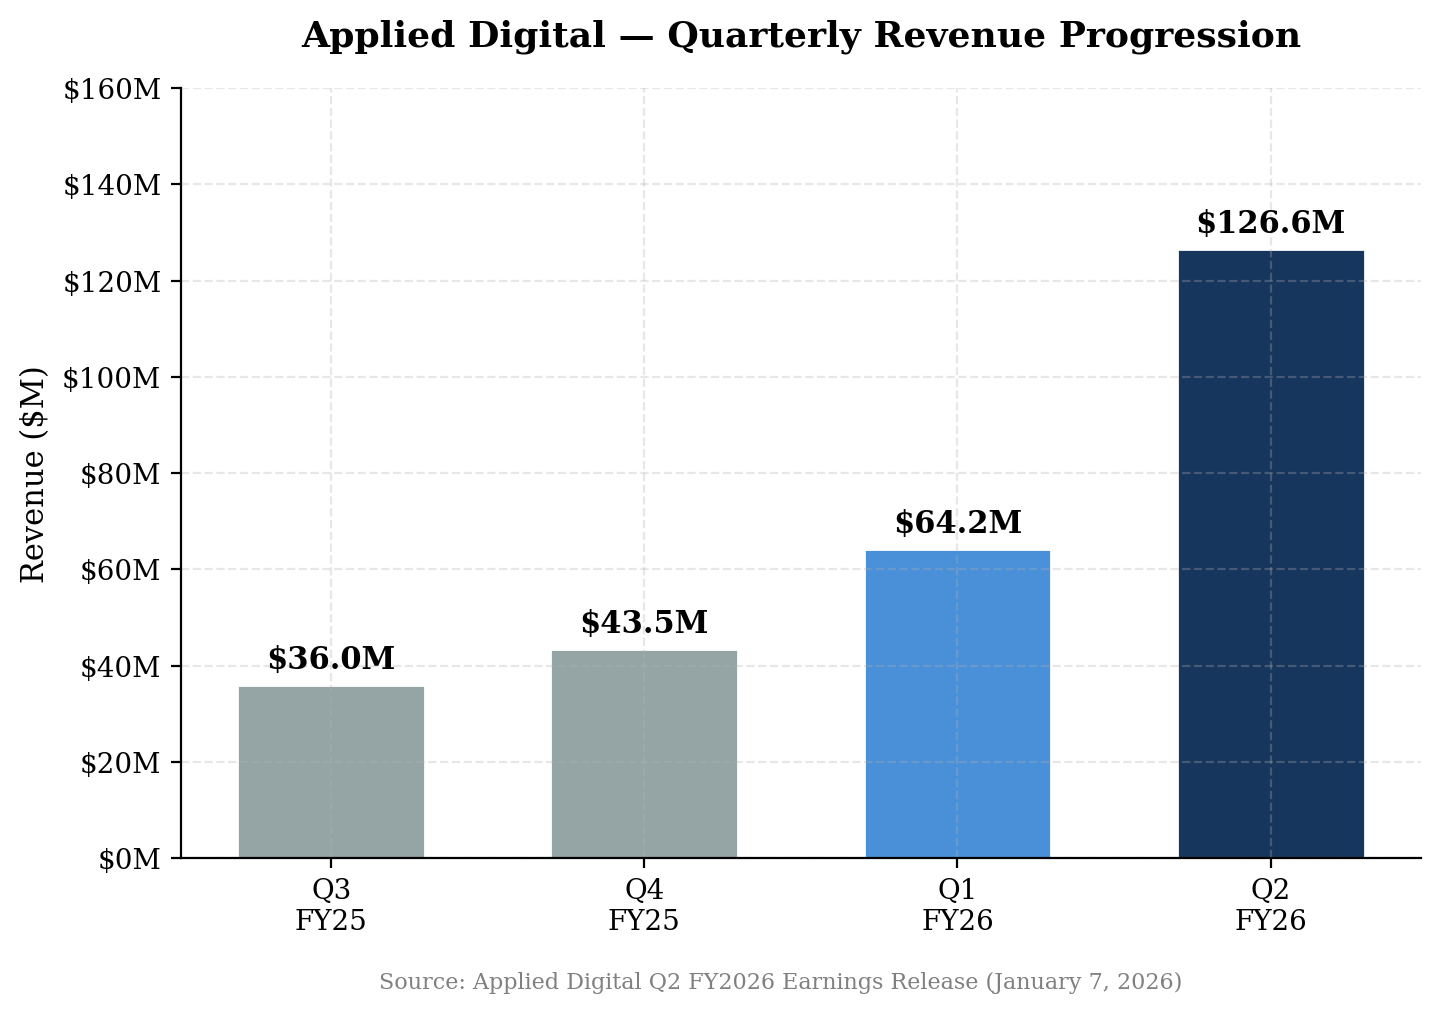 Applied Digital — Quarterly Revenue Progression
Revenue ($M)
$160M
$140M
$120M
$100M
$80M
$60M
$40M
$20M
$0M
$36.0M
$43.5M
$64.2M
$126.6M
Q3
FY25
Q4
FY25
Q1
FY26
Q2
FY26
Source: Applied Digital Q2 FY2026 Earnings Release (January 7, 2026)